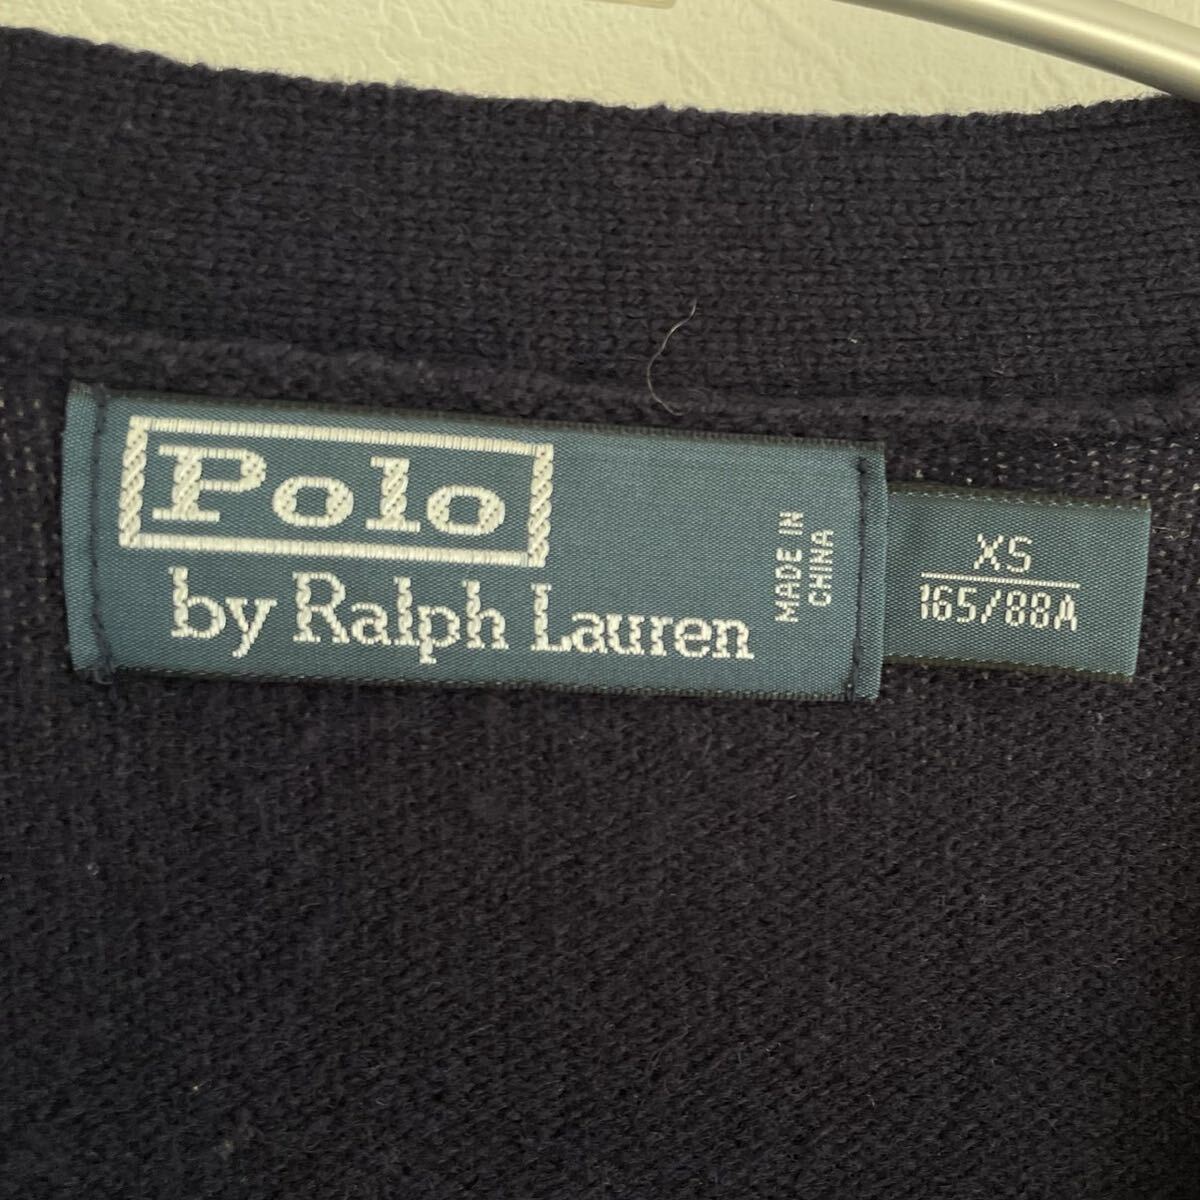 Polo
by Ralph Lauren
MADE IN
CHINA
XS
165/88A